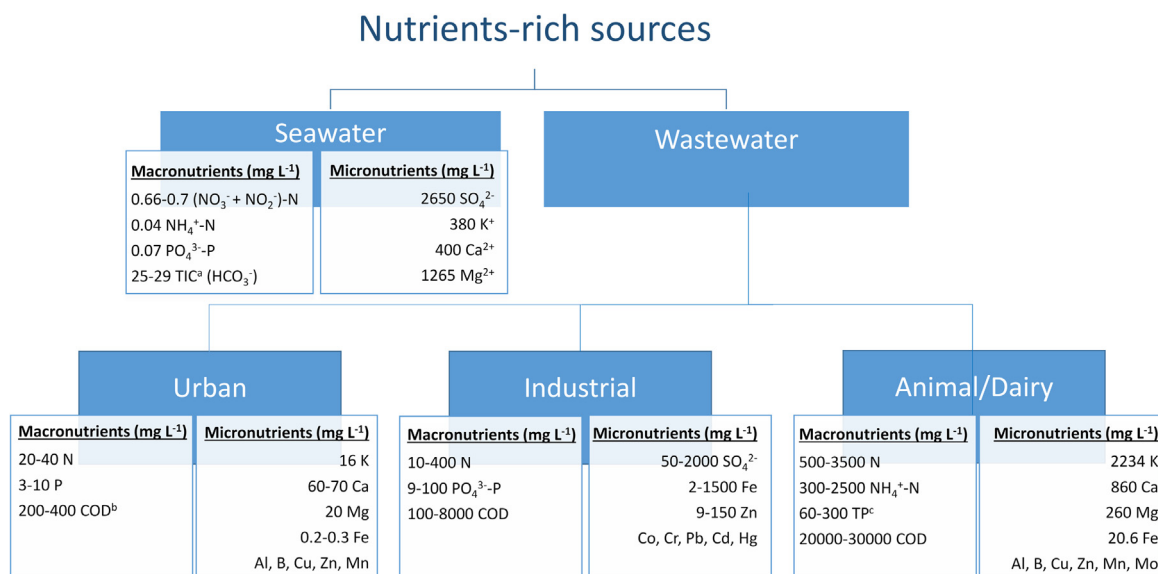 Nutrients-rich sources
Seawater
Macronutrients (mg L⁻¹)
0.66-0.7 (NO₃⁻ + NO₂⁻)-N
0.04 NH₄⁺-N
0.07 PO₄³⁻-P
25-29 TICᵃ (HCO₃⁻)
Micronutrients (mg L⁻¹)
2650 SO₄²⁻
380 K⁺
400 Ca²⁺
1265 Mg²⁺
Wastewater
Urban
Macronutrients (mg L⁻¹)
20-40 N
3-10 P
200-400 CODᵇ
Micronutrients (mg L⁻¹)
16 K
60-70 Ca
20 Mg
0.2-0.3 Fe
Al, B, Cu, Zn, Mn
Industrial
Macronutrients (mg L⁻¹)
10-400 N
9-100 PO₄³⁻-P
100-8000 COD
Micronutrients (mg L⁻¹)
50-2000 SO₄²⁻
2-1500 Fe
9-150 Zn
Co, Cr, Pb, Cd, Hg
Animal/Dairy
Macronutrients (mg L⁻¹)
500-3500 N
300-2500 NH₄⁺-N
60-300 TPᶜ
20000-30000 COD
Micronutrients (mg L⁻¹)
2234 K
860 Ca
260 Mg
20.6 Fe
Al, B, Cu, Zn, Mn, Mo